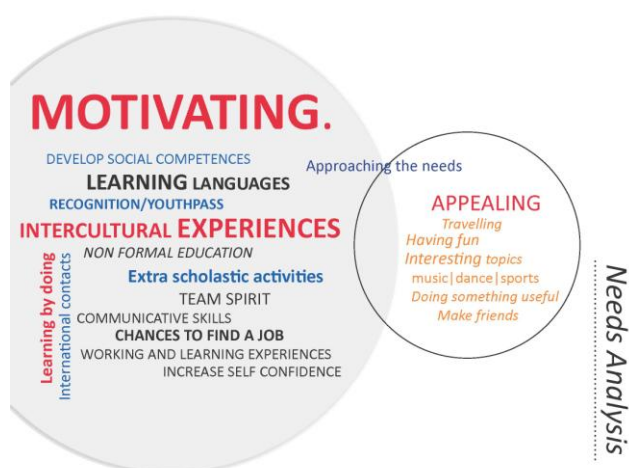 MOTIVATING.
DEVELOP SOCIAL COMPETENCES
LEARNING LANGUAGES
RECOGNITION/YOUTHPASS
INTERCULTURAL EXPERIENCES
NON FORMAL EDUCATION
Extra scholastic activities
TEAM SPIRIT
COMMUNICATIVE SKILLS
CHANCES TO FIND A JOB
WORKING AND LEARNING EXPERIENCES
INCREASE SELF CONFIDENCE
Learning by doing
International contacts
Approaching the needs
APPEALING
Travelling
Having fun
Interesting topics
music|dance|sports
Doing something useful
Make friends
Needs Analysis